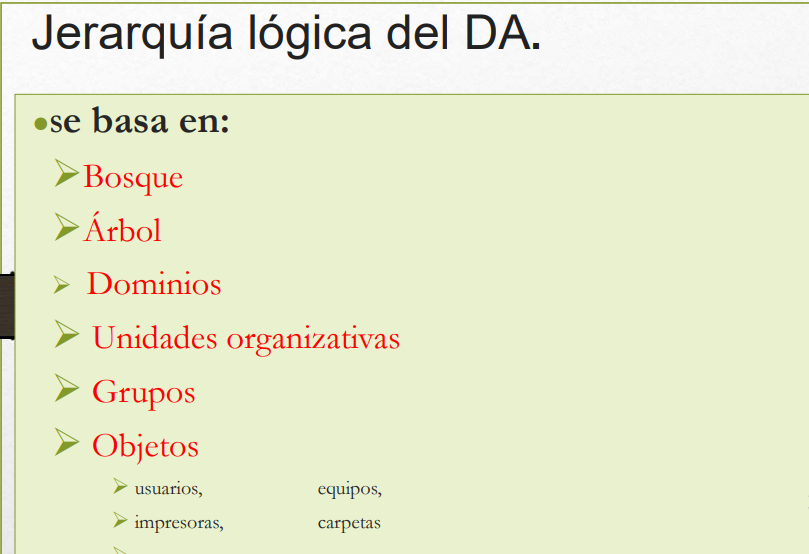 Jerarquía lógica del DA.
se basa en:
Bosque
Árbol
Dominios
Unidades organizativas
Grupos
Objetos
usuarios, equipos,
impresoras, carpetas